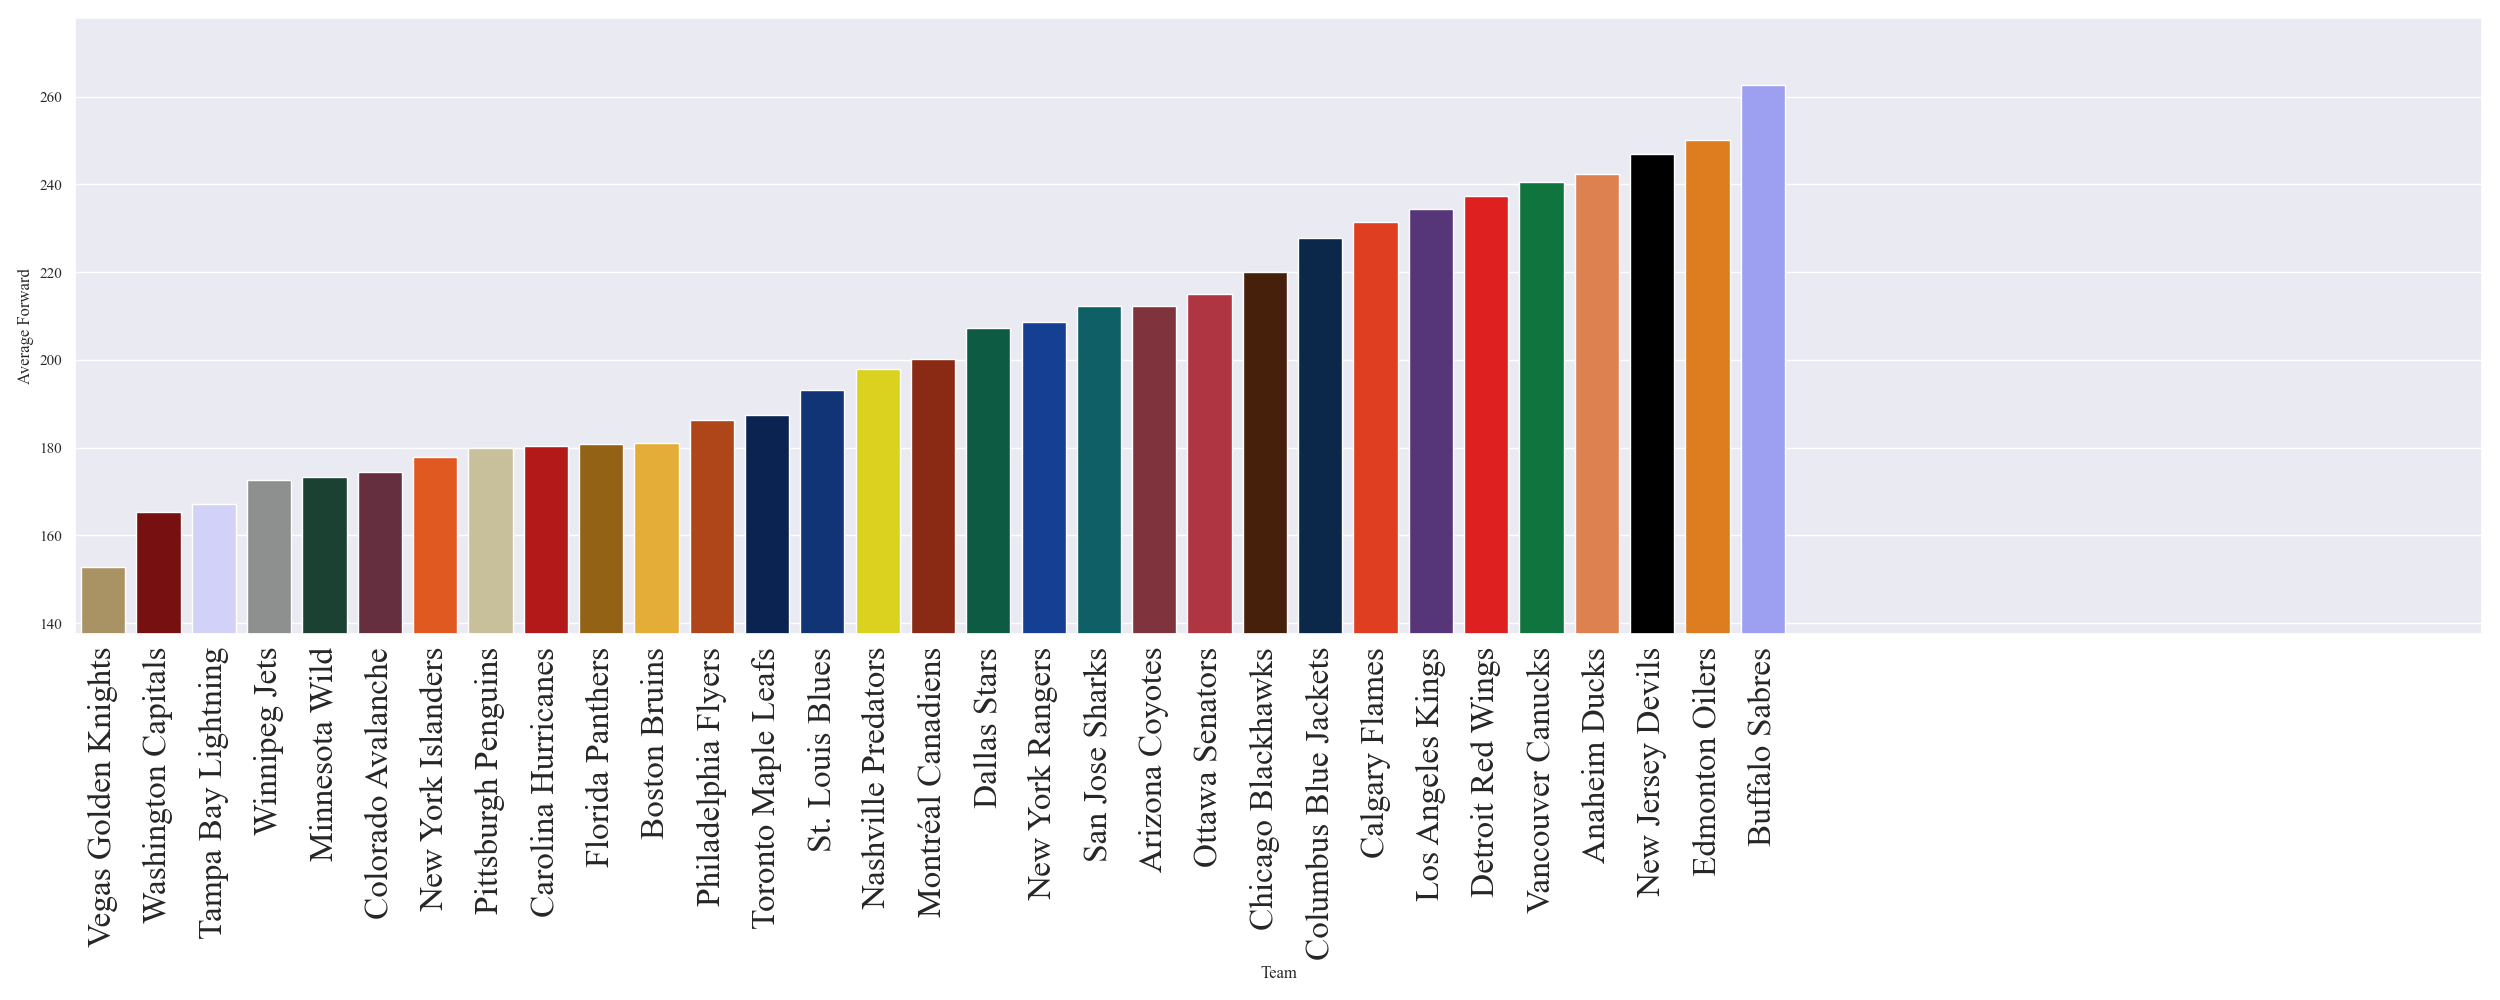 260
240
220
200
180
160
140
Average Forward
Vegas Golden Knights
Washington Capitals
Tampa Bay Lightning
Winnipeg Jets
Minnesota Wild
Colorado Avalanche
New York Islanders
Pittsburgh Penguins
Carolina Hurricanes
Florida Panthers
Boston Bruins
Philadelphia Flyers
Toronto Maple Leafs
St. Louis Blues
Nashville Predators
Montréal Canadiens
Dallas Stars
New York Rangers
San Jose Sharks
Arizona Coyotes
Ottawa Senators
Chicago Blackhawks
Columbus Blue Jackets
Calgary Flames
Los Angeles Kings
Detroit Red Wings
Vancouver Canucks
Anaheim Ducks
New Jersey Devils
Edmonton Oilers
Buffalo Sabres
Team